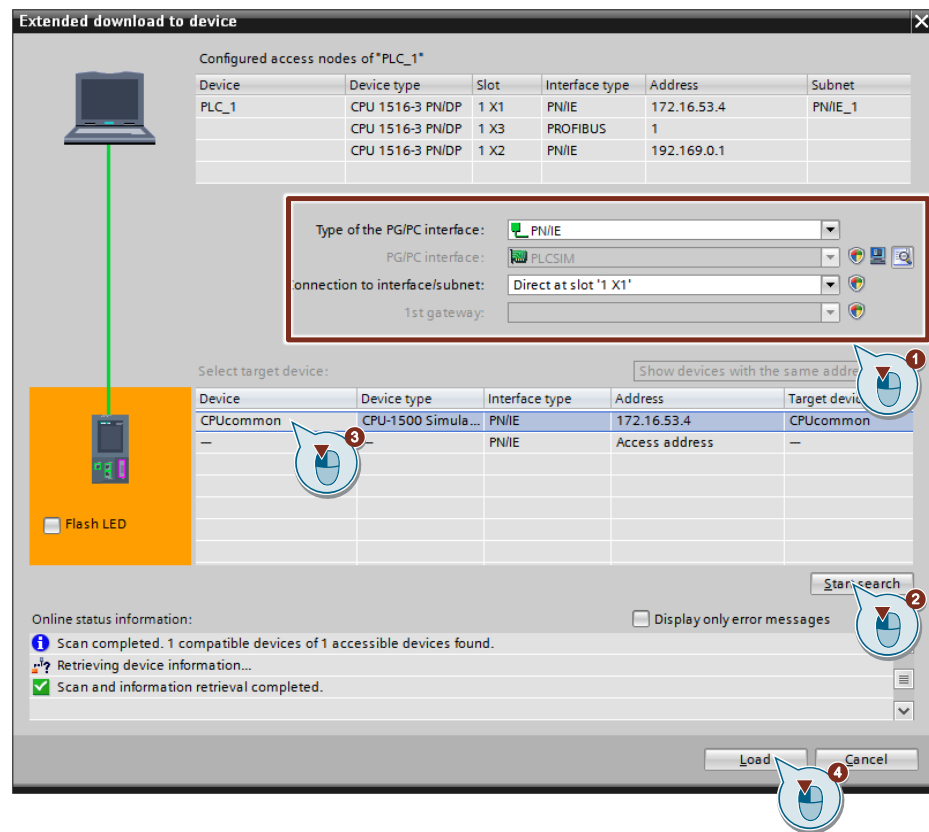 Extended download to device
Configured access nodes of "PLC_1"
Device Device type Slot Interface type Address Subnet
PLC_1 CPU 1516-3 PN/DP 1 X1 PN/IE 172.16.53.4 PN/IE_1
CPU 1516-3 PN/DP 1 X3 PROFIBUS 1
CPU 1516-3 PN/DP 1 X2 PN/IE 192.169.0.1
Type of the PG/PC interface: PN/IE
PG/PC interface: PLCSIM
onnection to interface/subnet: Direct at slot '1 X1'
1st gateway:
1
Select target device: Show devices with the same addre
Device Device type Interface type Address Target devic
CPUcommon CPU-1500 Simula... PN/IE 172.16.53.4 CPUcommon
— — PN/IE Access address —
3
Flash LED
Start search
2
Online status information: Display only error messages
Scan completed. 1 compatible devices of 1 accessible devices found.
Retrieving device information...
Scan and information retrieval completed.
Load Cancel
4